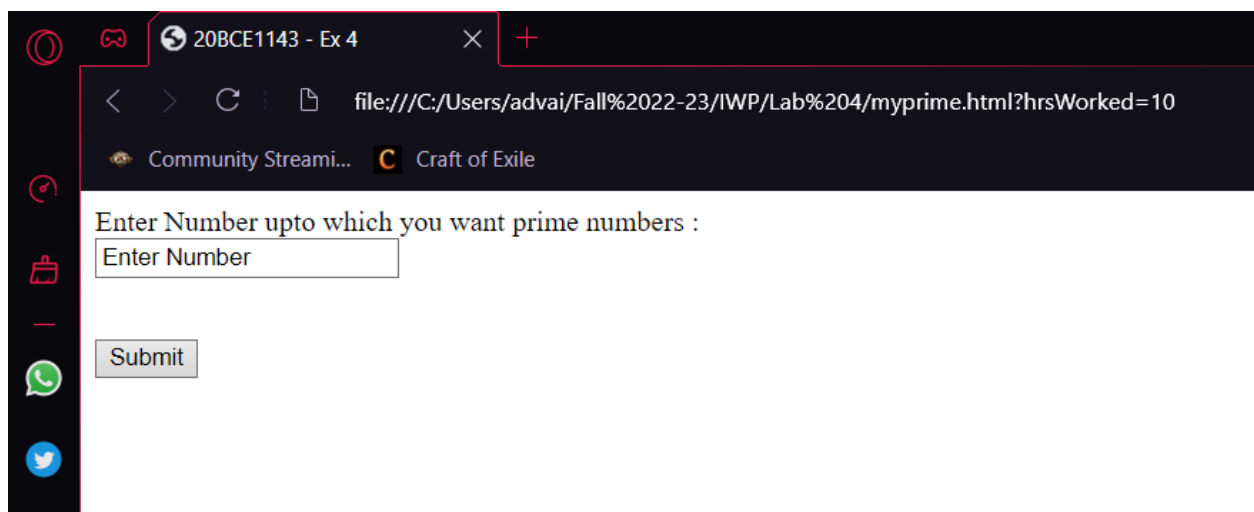 20BCE1143 - Ex 4
file:///C:/Users/advai/Fall%2022-23/IWP/Lab%204/myprime.html?hrsWorked=10
Community Streami... C Craft of Exile
Enter Number upto which you want prime numbers :
Enter Number
Submit